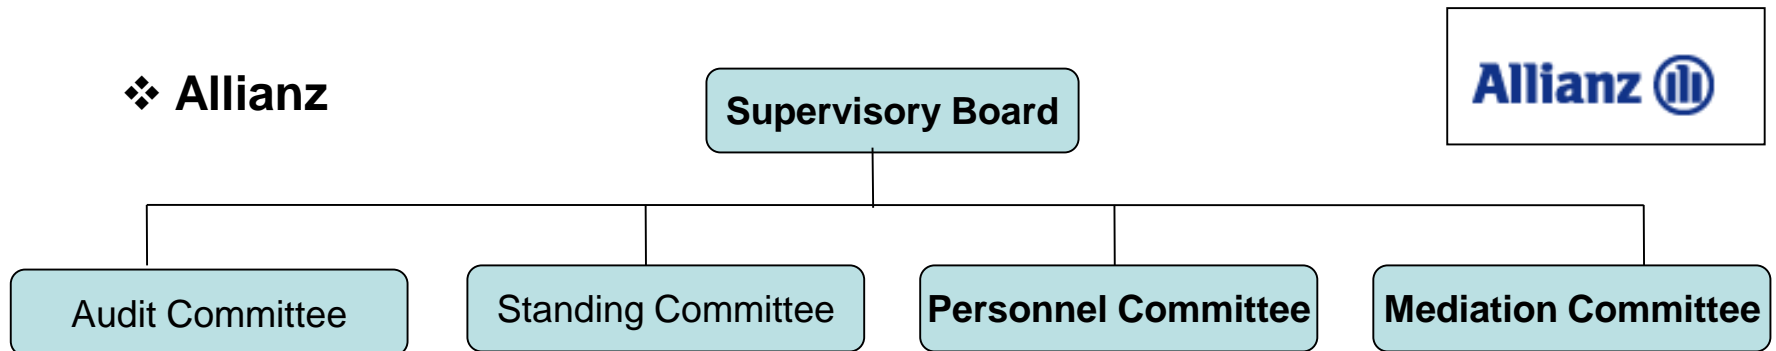 ❖ Allianz
Supervisory Board
Allianz
Audit Committee
Standing Committee
Personnel Committee
Mediation Committee